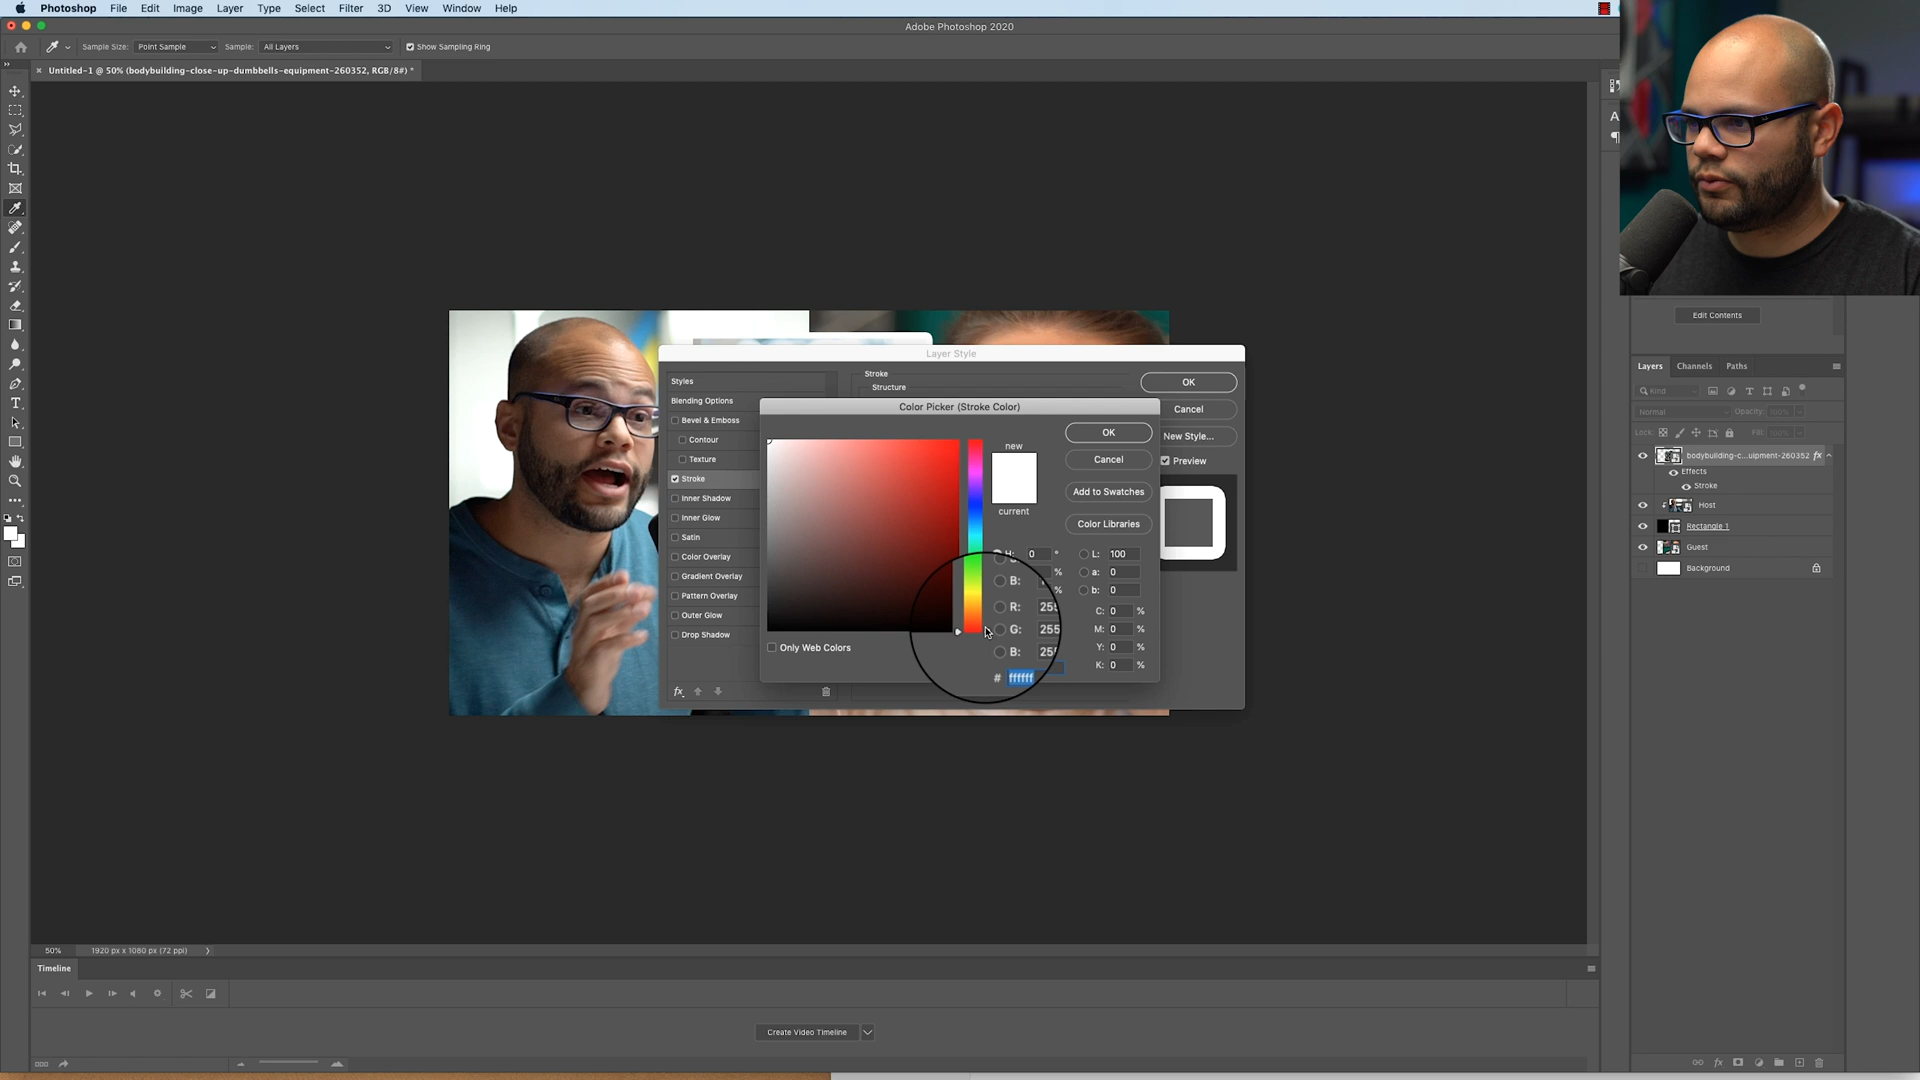 Photoshop File Edit Image Layer Type Select Filter 3D View Window Help
Adobe Photoshop 2020
Sample Size: Point Sample Sample: All Layers Show Sampling Ring
Untitled-1 @ 50% (bodybuilding-close-up-dumbbells-equipment-260352, RGB/8#) *
Edit Contents
Layer Style
Styles
Blending Options
Bevel & Emboss
Contour
Texture
Stroke
Inner Shadow
Inner Glow
Satin
Color Overlay
Gradient Overlay
Pattern Overlay
Outer Glow
Drop Shadow
fx
Stroke
Structure
OK
Cancel
New Style...
Preview
Color Picker (Stroke Color)
new
current
OK
Cancel
Add to Swatches
Color Libraries
H: 0 °
%
B: %
R: 255
G: 255
B: 255
# ffffff
L: 100
a: 0
b: 0
C: 0 %
M: 0 %
Y: 0 %
K: 0 %
Only Web Colors
Layers Channels Paths
Kind
Normal Opacity: 100%
Lock: Fill: 100%
bodybuilding-c...uipment-260352 fx
Effects
Stroke
Host
Rectangle 1
Guest
Background
50% 1920 px x 1080 px (72 ppi)
Timeline
Create Video Timeline
fx